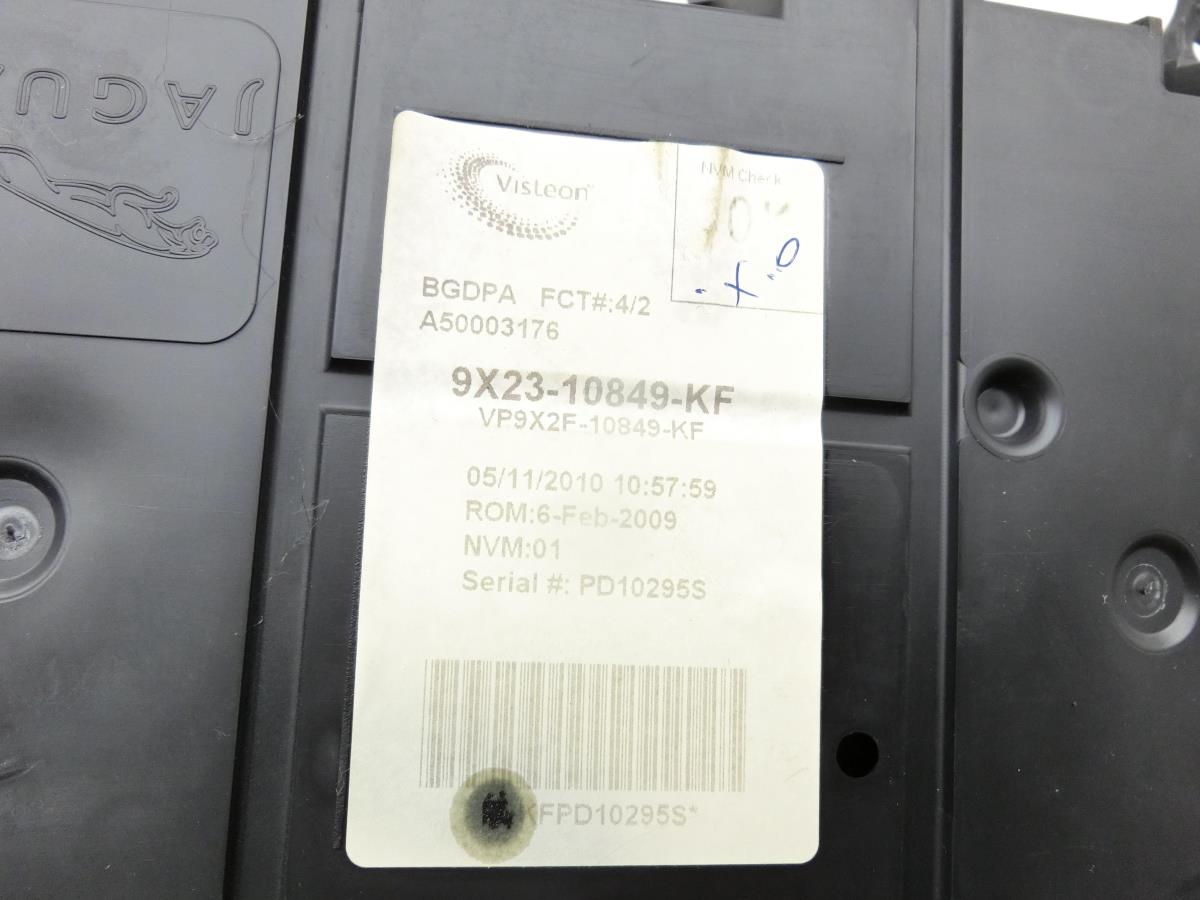 JAGUA
Visteon
NVM Check
BGDPA FCT#:4/2
A50003176
9X23-10849-KF
VP9X2F-10849-KF
05/11/2010 10:57:59
ROM:6-Feb-2009
NVM:01
Serial #: PD10295S
KFPD10295S*